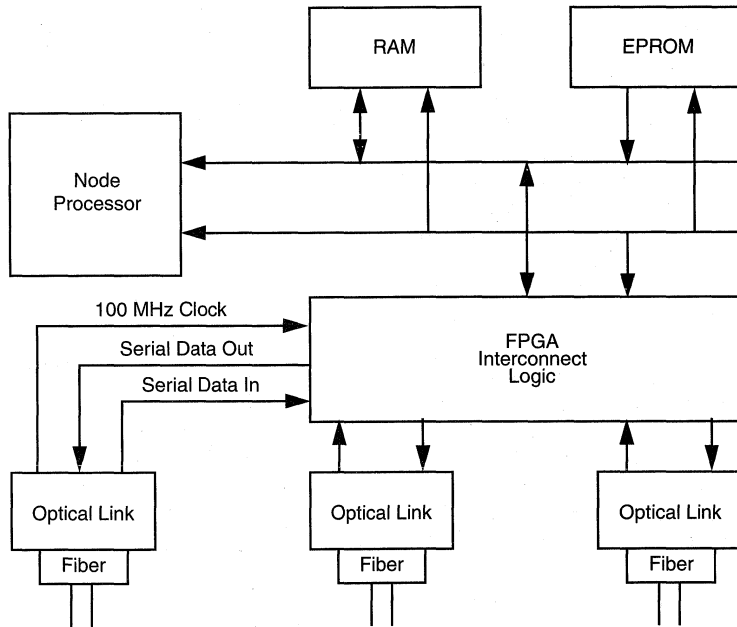 RAM
EPROM
Node
Processor
100 MHz Clock
Serial Data Out
Serial Data In
FPGA
Interconnect
Logic
Optical Link
Optical Link
Optical Link
Fiber
Fiber
Fiber